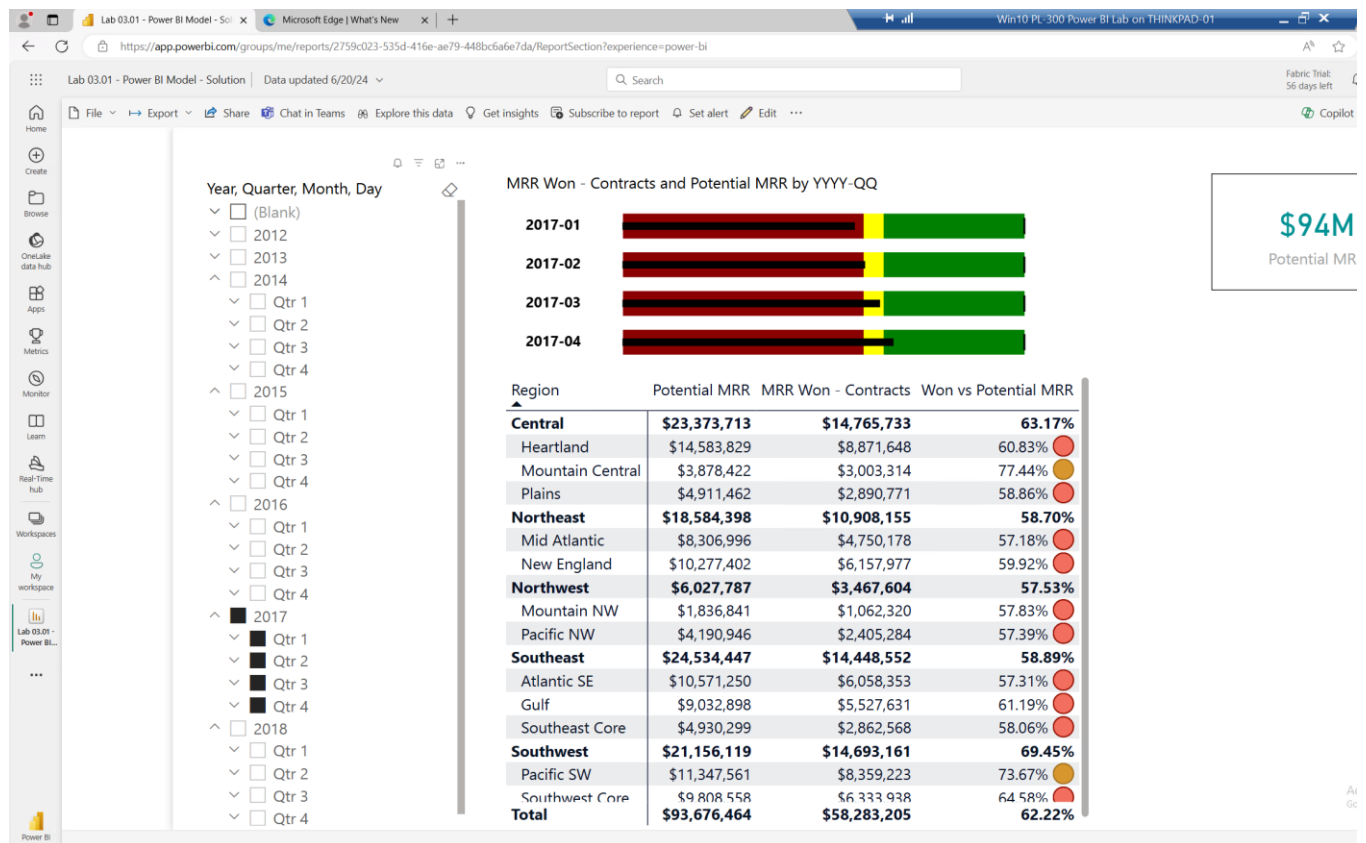 Lab 03.01 - Power BI Model - Sol
Microsoft Edge | What's New
Win10 PL-300 Power BI Lab on THINKPAD-01
https://app.powerbi.com/groups/me/reports/2759c023-535d-416e-ae79-448bc6a6e7da/ReportSection?experience=power-bi
Lab 03.01 - Power BI Model - Solution | Data updated 6/20/24
Search
Fabric Trial:
56 days left
File
Export
Share
Chat in Teams
Explore this data
Get insights
Subscribe to report
Set alert
Edit
Copilot
Home
Create
Browse
OneLake
data hub
Apps
Metrics
Monitor
Learn
Real-Time
hub
Workspaces
My
workspace
Lab 03.01 -
Power BI...
Power BI
Year, Quarter, Month, Day
(Blank)
2012
2013
2014
Qtr 1
Qtr 2
Qtr 3
Qtr 4
2015
Qtr 1
Qtr 2
Qtr 3
Qtr 4
2016
Qtr 1
Qtr 2
Qtr 3
Qtr 4
2017
Qtr 1
Qtr 2
Qtr 3
Qtr 4
2018
Qtr 1
Qtr 2
Qtr 3
Qtr 4
MRR Won - Contracts and Potential MRR by YYYY-QQ
2017-01
2017-02
2017-03
2017-04
$94M
Potential MR
Region Potential MRR MRR Won - Contracts Won vs Potential MRR
Central $23,373,713 $14,765,733 63.17%
Heartland $14,583,829 $8,871,648 60.83%
Mountain Central $3,878,422 $3,003,314 77.44%
Plains $4,911,462 $2,890,771 58.86%
Northeast $18,584,398 $10,908,155 58.70%
Mid Atlantic $8,306,996 $4,750,178 57.18%
New England $10,277,402 $6,157,977 59.92%
Northwest $6,027,787 $3,467,604 57.53%
Mountain NW $1,836,841 $1,062,320 57.83%
Pacific NW $4,190,946 $2,405,284 57.39%
Southeast $24,534,447 $14,448,552 58.89%
Atlantic SE $10,571,250 $6,058,353 57.31%
Gulf $9,032,898 $5,527,631 61.19%
Southeast Core $4,930,299 $2,862,568 58.06%
Southwest $21,156,119 $14,693,161 69.45%
Pacific SW $11,347,561 $8,359,223 73.67%
Southwest Core $9,808,558 $6,333,938 64.58%
Total $93,676,464 $58,283,205 62.22%